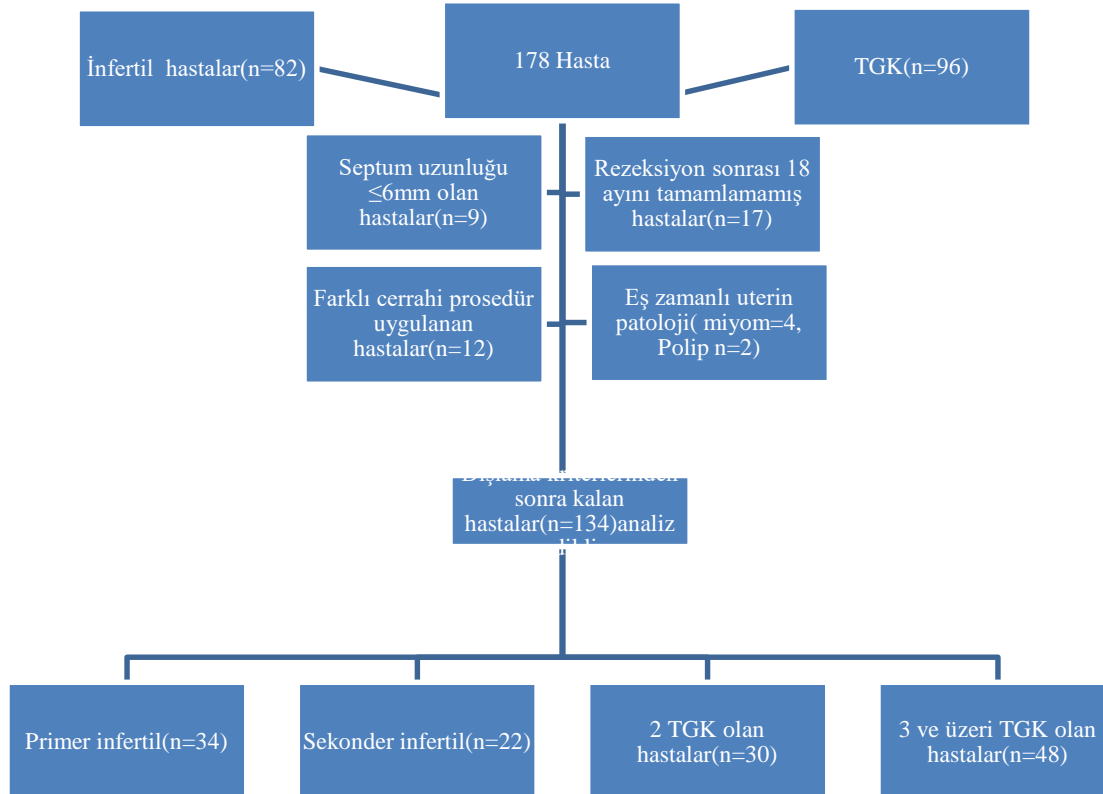 İnfertil hastalar(n=82)
178 Hasta
TGK(n=96)
Septum uzunluğu
≤6mm olan
hastalar(n=9)
Rezeksiyon sonrası 18
ayını tamamlamamış
hastalar(n=17)
Farklı cerrahi prosedür
uygulanan
hastalar(n=12)
Eş zamanlı uterin
patoloji( miyom=4,
Polip n=2)
Dışlama kriterlerinden
sonra kalan
hastalar(n=134)analiz
Primer infertil(n=34)
Sekonder infertil(n=22)
2 TGK olan
hastalar(n=30)
3 ve üzeri TGK olan
hastalar(n=48)